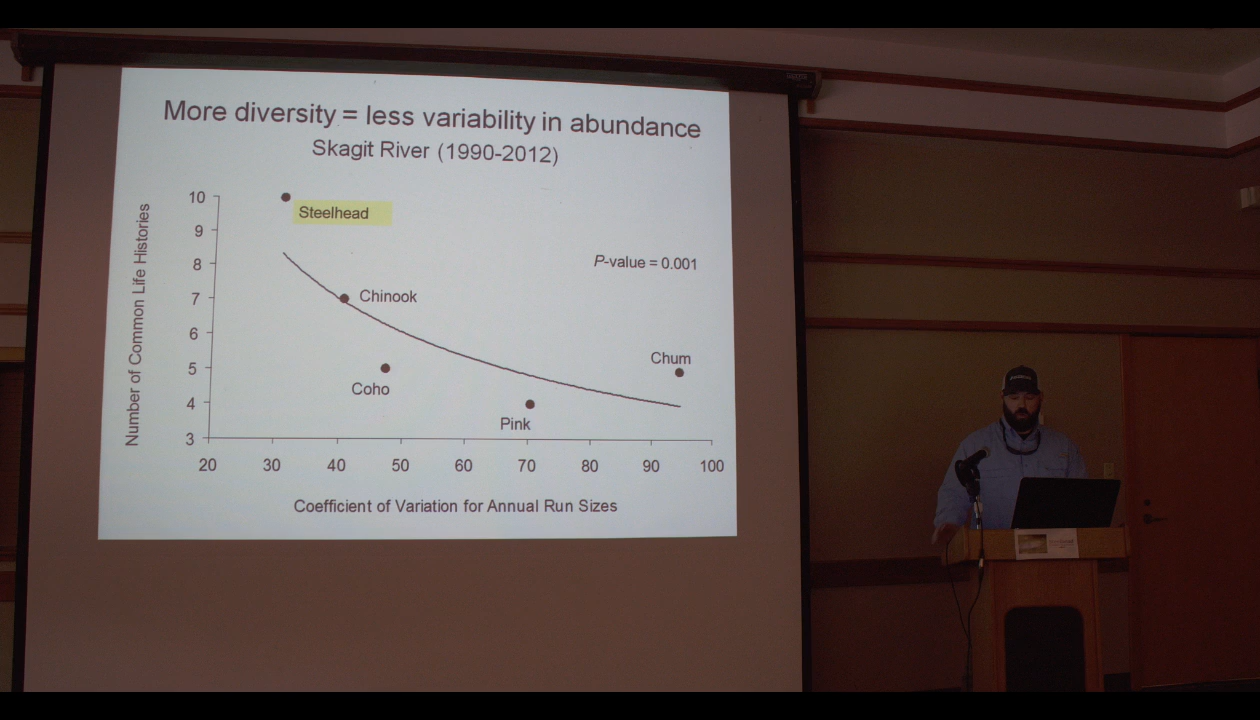 More diversity = less variability in abundance
Skagit River (1990-2012)
Number of Common Life Histories
10
9
8
7
6
5
4
3
Steelhead
P-value = 0.001
Chinook
Chum
Coho
Pink
20 30 40 50 60 70 80 90 100
Coefficient of Variation for Annual Run Sizes